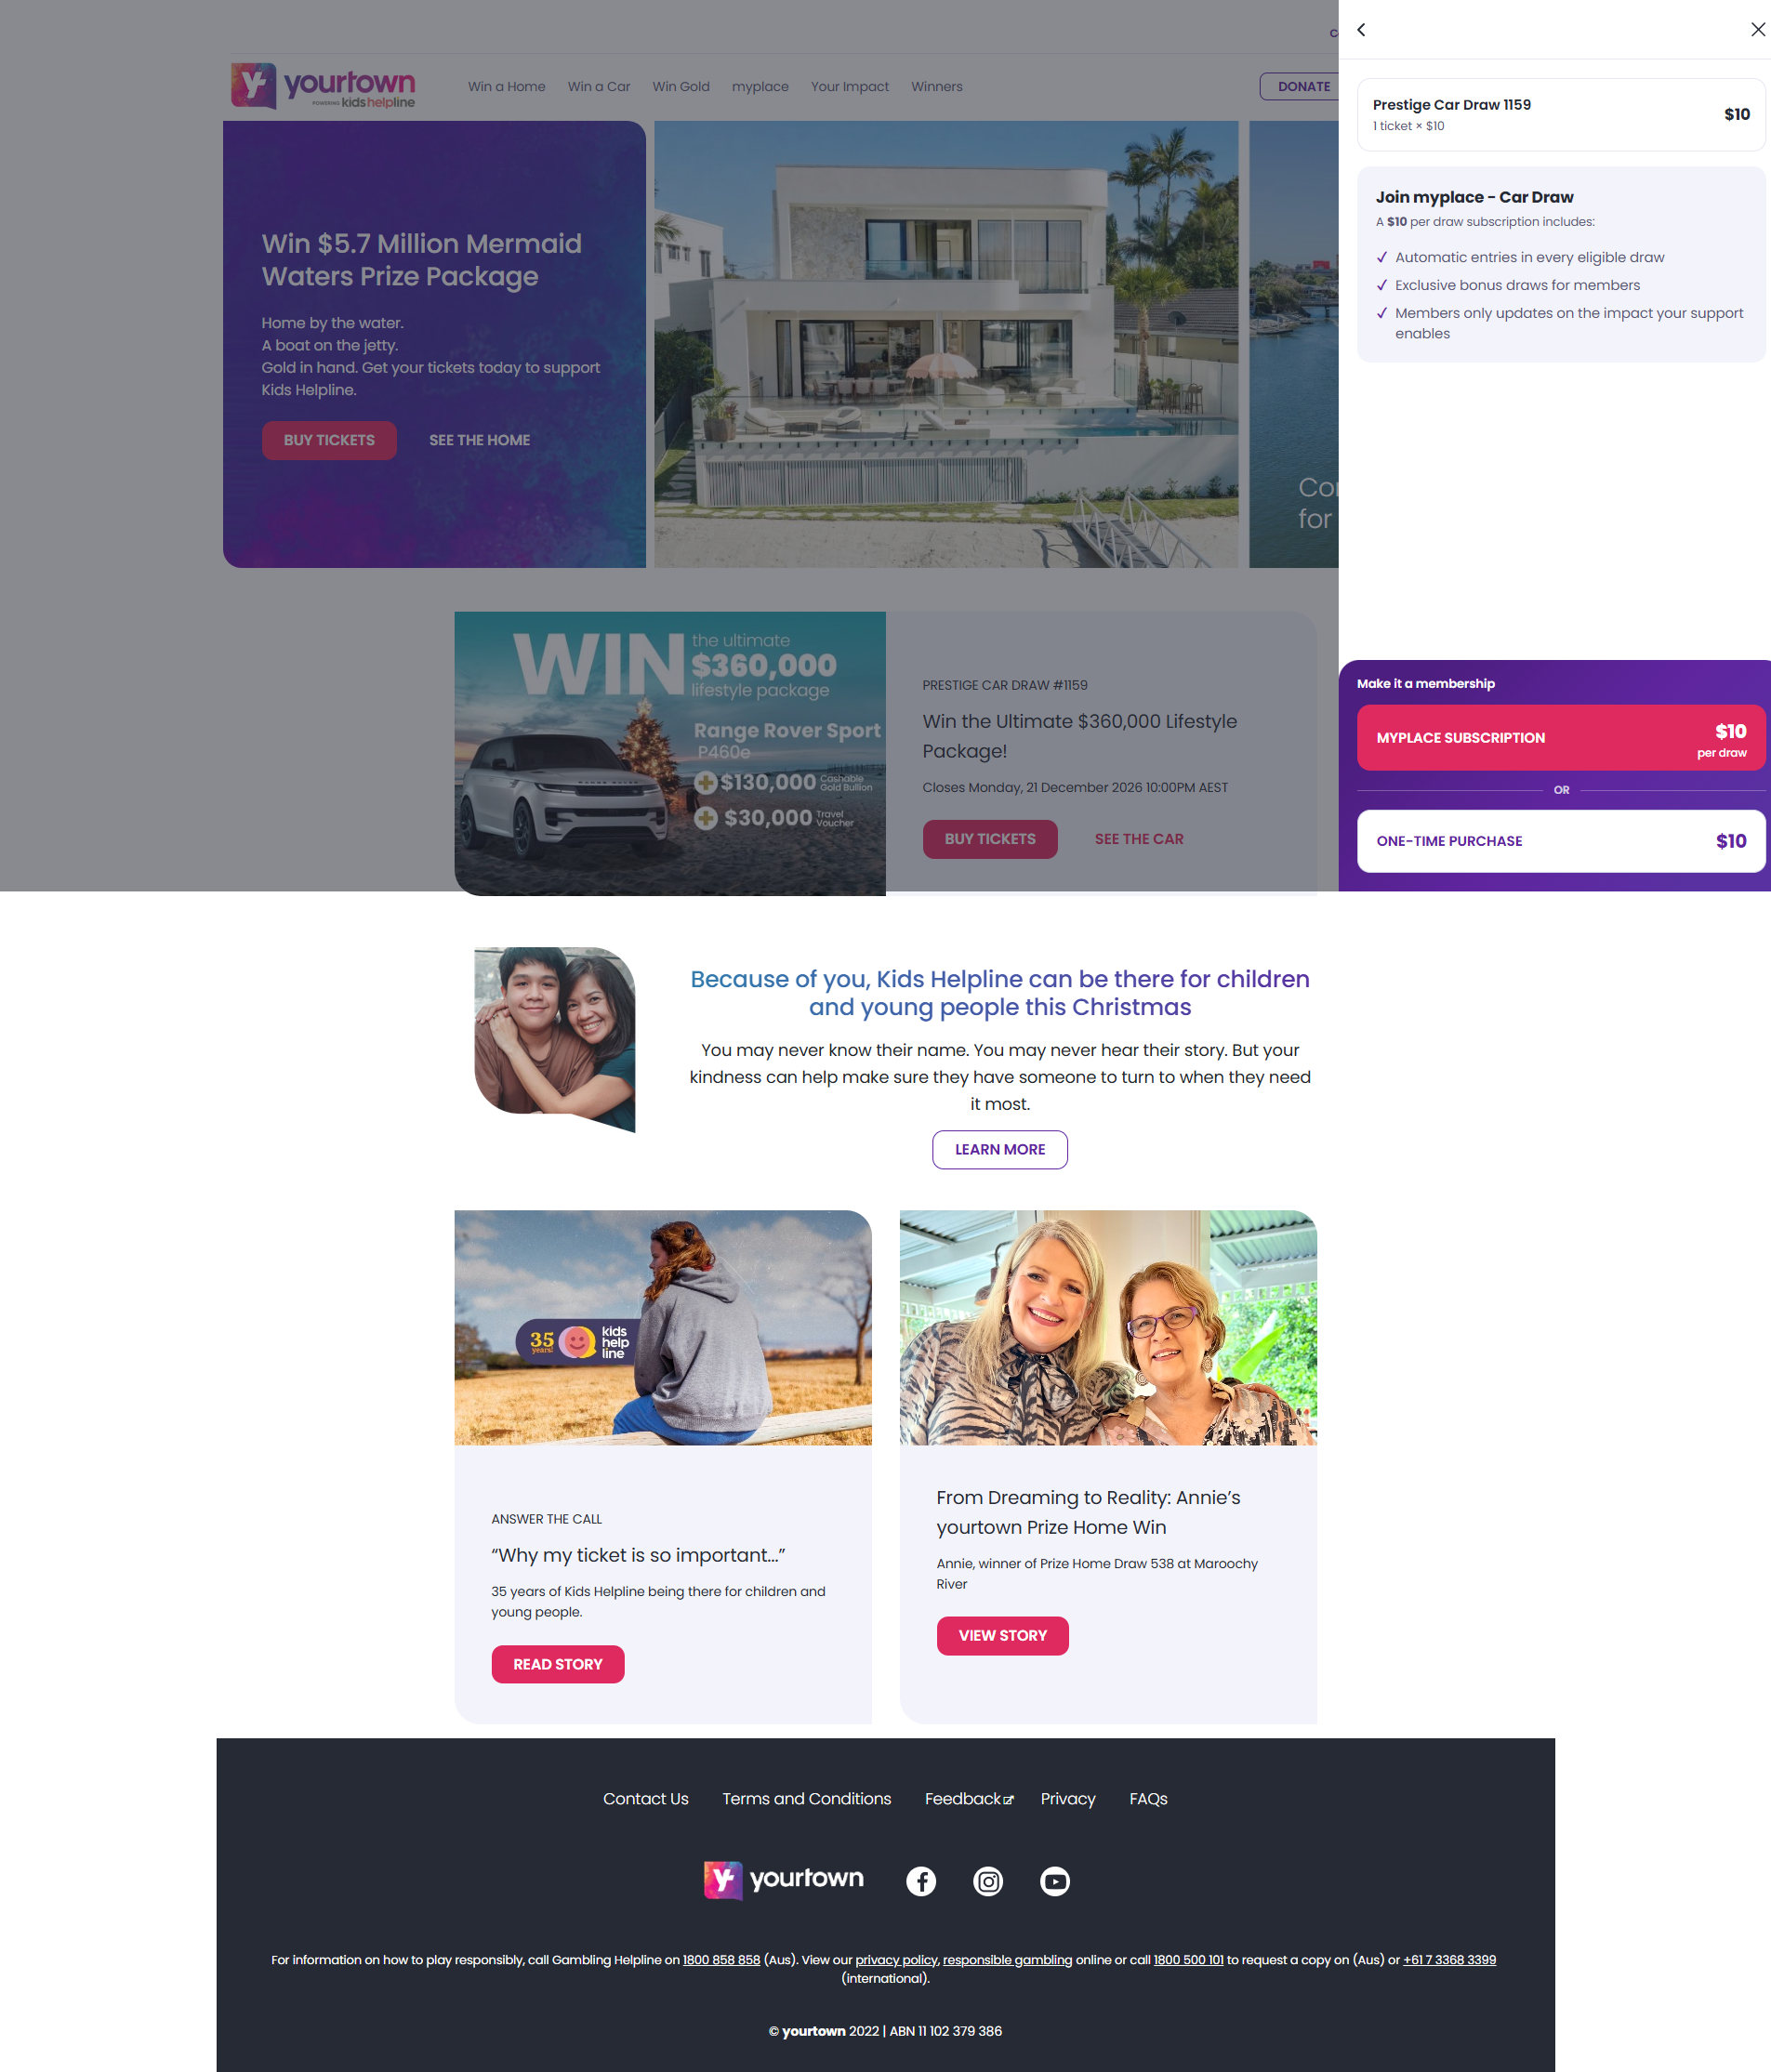 yourtown
POWERING kidshelpline
Win a Home
Win a Car
Win Gold
myplace
Your Impact
Winners
DONATE
Win $5.7 Million Mermaid
Waters Prize Package
Home by the water.
A boat on the jetty.
Gold in hand. Get your tickets today to support
Kids Helpline.
BUY TICKETS
SEE THE HOME
for
WIN
the ultimate
$360,000
lifestyle package
Range Rover Sport
P460e
$130,000 Cashable
Gold Bullion
$30,000 Travel
Voucher
PRESTIGE CAR DRAW #1159
Win the Ultimate $360,000 Lifestyle
Package!
Closes Monday, 21 December 2026 10:00PM AEST
BUY TICKETS
SEE THE CAR
Prestige Car Draw 1159
1 ticket × $10
$10
Join myplace - Car Draw
A $10 per draw subscription includes:
Automatic entries in every eligible draw
Exclusive bonus draws for members
Members only updates on the impact your support
enables
Make it a membership
MYPLACE SUBSCRIPTION
$10
per draw
OR
ONE-TIME PURCHASE
$10
Because of you, Kids Helpline can be there for children
and young people this Christmas
You may never know their name. You may never hear their story. But your
kindness can help make sure they have someone to turn to when they need
it most.
LEARN MORE
35
years!
kids
help
line
ANSWER THE CALL
“Why my ticket is so important...”
35 years of Kids Helpline being there for children and
young people.
READ STORY
From Dreaming to Reality: Annie’s
yourtown Prize Home Win
Annie, winner of Prize Home Draw 538 at Maroochy
River
VIEW STORY
Contact Us
Terms and Conditions
Feedback
Privacy
FAQs
yourtown
For information on how to play responsibly, call Gambling Helpline on 1800 858 858 (Aus). View our privacy policy, responsible gambling online or call 1800 500 101 to request a copy on (Aus) or +61 7 3368 3399
(international).
© yourtown 2022 | ABN 11 102 379 386